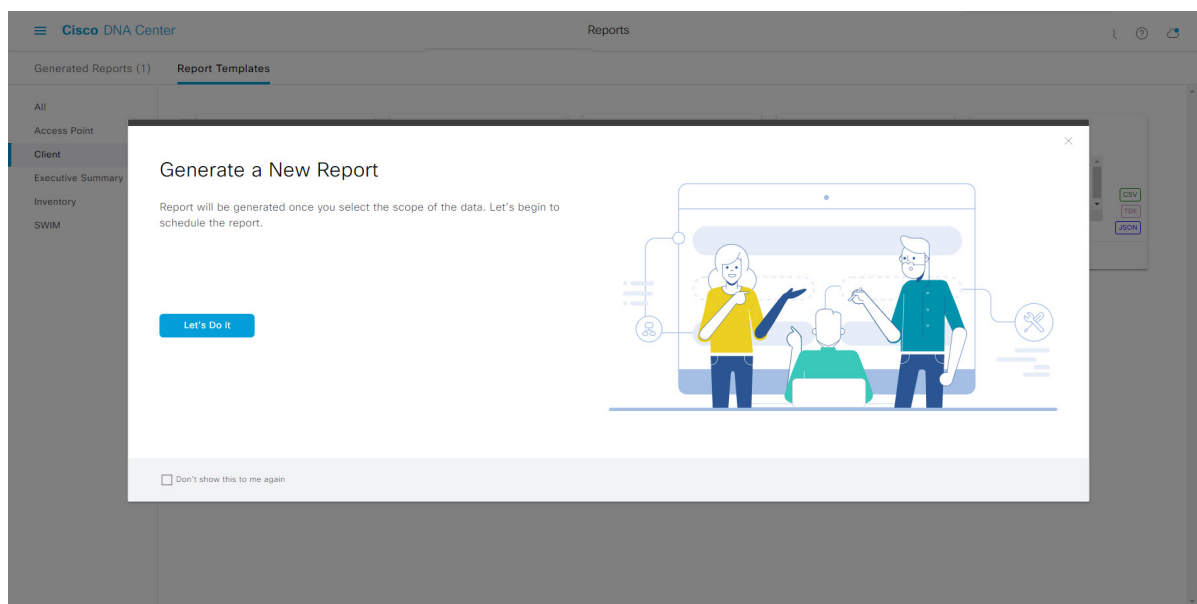 Cisco DNA Center
Reports
Generated Reports (1)
Report Templates
All
Access Point
Client
Executive Summary
Inventory
SWIM
Generate a New Report
Report will be generated once you select the scope of the data. Let's begin to
schedule the report.
Let's Do it
Don't show this to me again
CSV
TDE
JSON